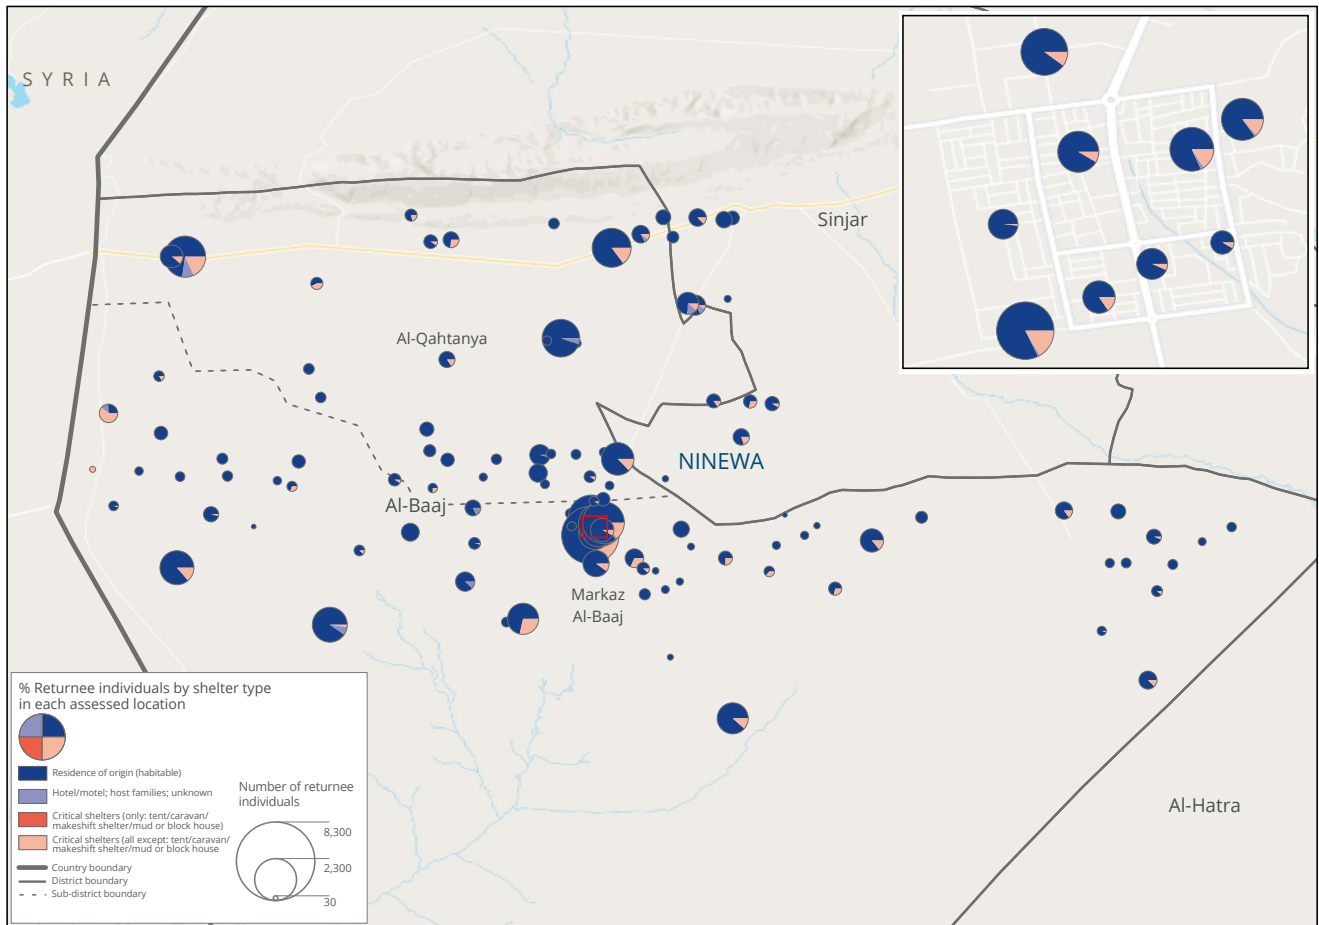 SYRIA
Sinjar
Al-Qahtanya
NINEWA
Al-Baaj
Markaz
Al-Baaj
Al-Hatra
% Returnee individuals by shelter type
in each assessed location
Residence of origin (habitable)
Hotel/motel; host families; unknown
Critical shelters (only: tent/caravan/
makeshift shelter/mud or block house)
Critical shelters (all except: tent/caravan/
makeshift shelter/mud or block house
Country boundary
District boundary
Sub-district boundary
Number of returnee
individuals
8,300
2,300
30